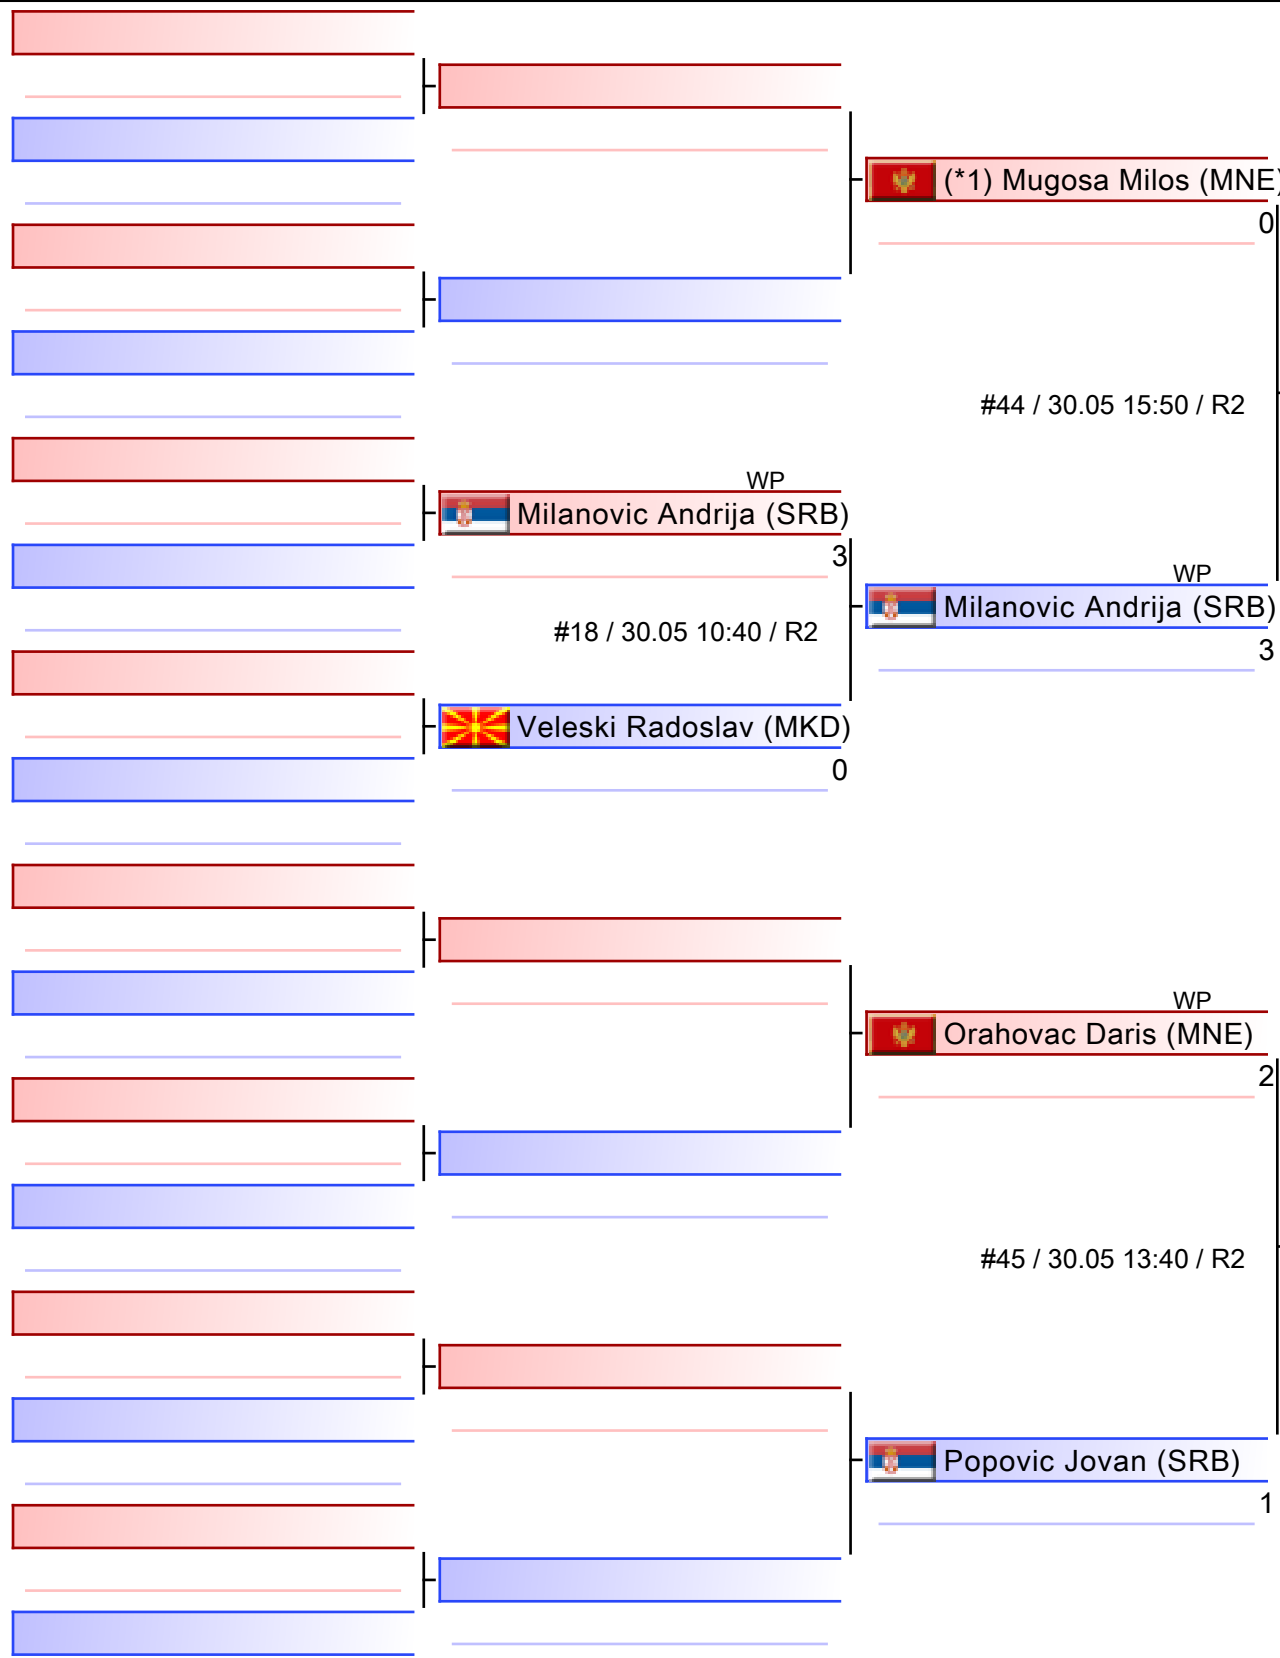 (*1) Mugosa Milos (MNE)
0
#44 / 30.05 15:50 / R2
WP
Milanovic Andrija (SRB)
3
#18 / 30.05 10:40 / R2
Veleski Radoslav (MKD)
0
WP
Milanovic Andrija (SRB)
3
WP
Orahovac Daris (MNE)
2
#45 / 30.05 13:40 / R2
Popovic Jovan (SRB)
1